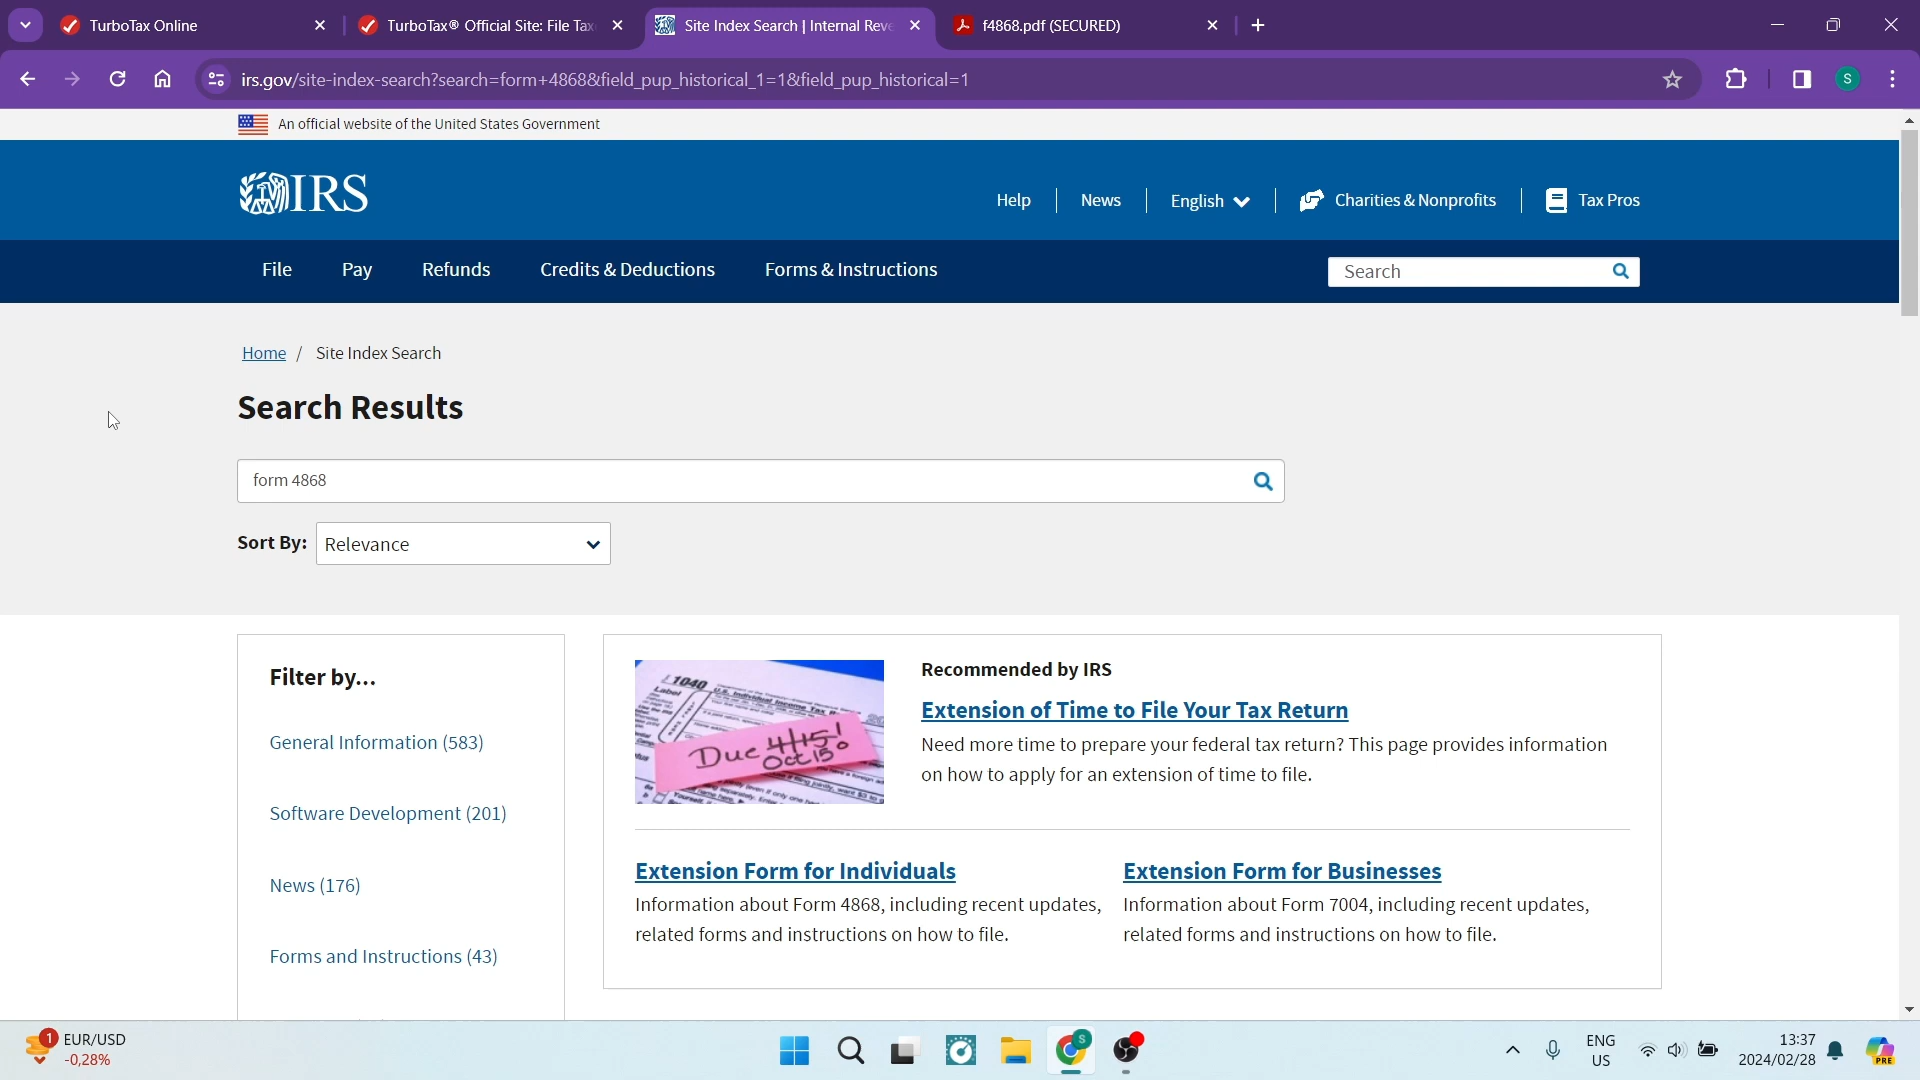 TurboTax Online
TurboTax® Official Site: File Tax
Site Index Search | Internal Reve
f4868.pdf (SECURED)
irs.gov/site-index-search?search=form+4868&field_pup_historical_1=1&field_pup_historical=1
S
An official website of the United States Government
IRS
Help
News
English
Charities & Nonprofits
Tax Pros
File
Pay
Refunds
Credits & Deductions
Forms & Instructions
Search
Home / Site Index Search
Search Results
form 4868
Sort By: Relevance
Filter by...
General Information (583)
Software Development (201)
News (176)
Forms and Instructions (43)
1040
Label
Due 4/15!
Oct 15
Recommended by IRS
Extension of Time to File Your Tax Return
Need more time to prepare your federal tax return? This page provides information
on how to apply for an extension of time to file.
Extension Form for Individuals
Information about Form 4868, including recent updates,
related forms and instructions on how to file.
Extension Form for Businesses
Information about Form 7004, including recent updates,
related forms and instructions on how to file.
1
EUR/USD
-0,28%
S
ENG
US
13:37
2024/02/28
PRE